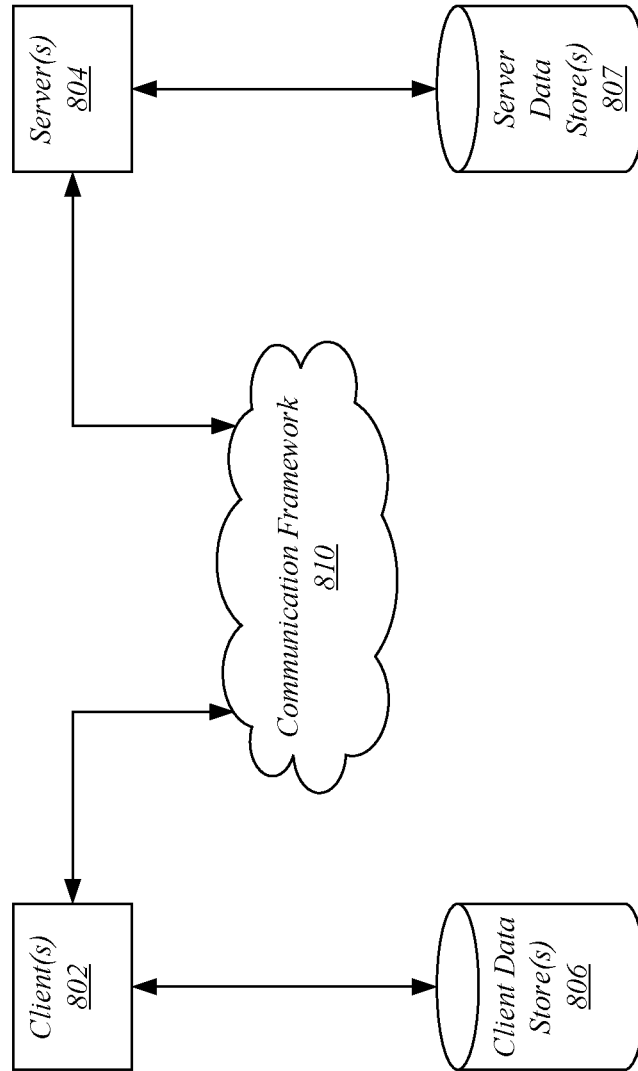 Client(s)
802
Server(s)
804
Communication Framework
810
Client Data
Store(s)
806
Server
Data
Store(s)
807